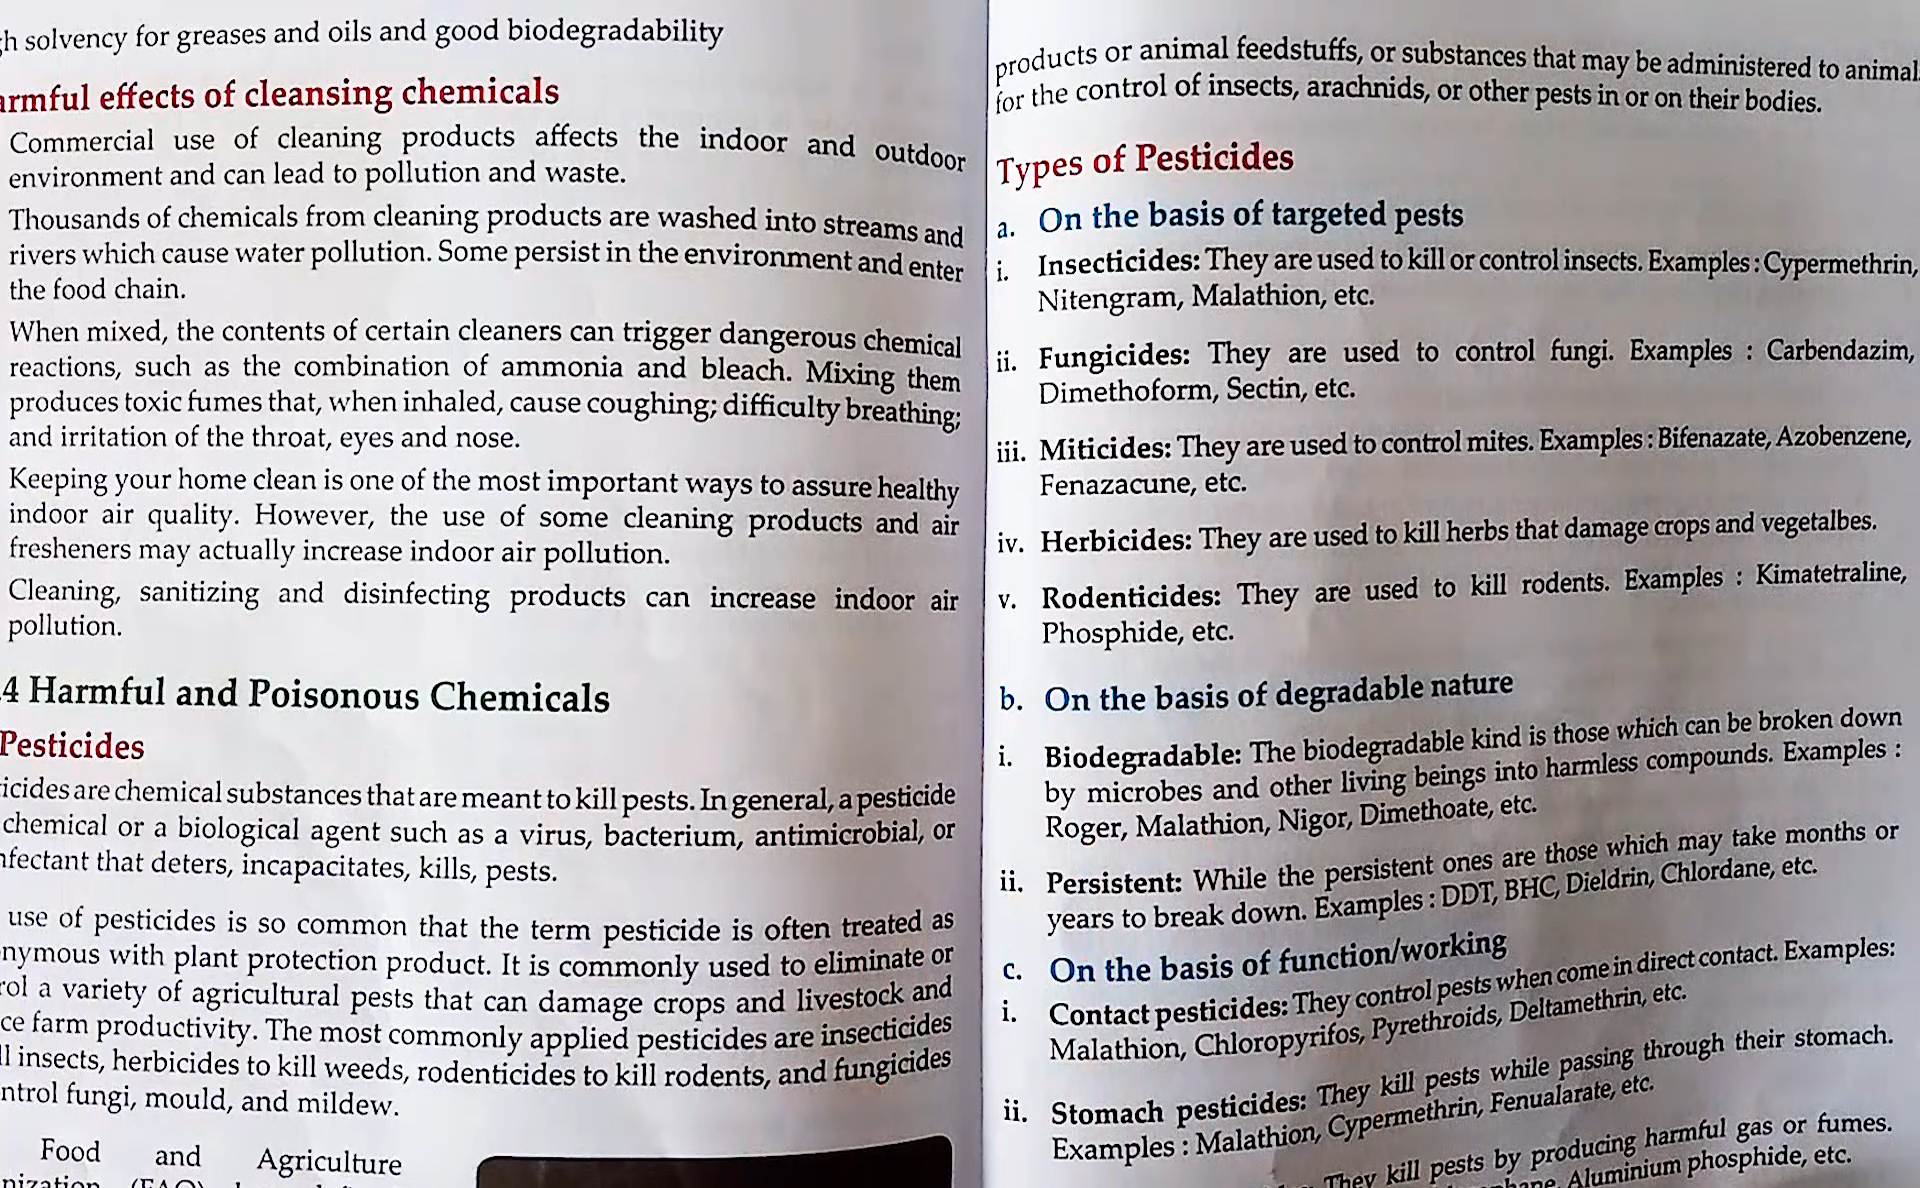 solvency for greases and oils and good biodegradability
armful effects of cleansing chemicals
Commercial use of cleaning products affects the indoor and outdoor
environment and can lead to pollution and waste.
Thousands of chemicals from cleaning products are washed into streams and
rivers which cause water pollution. Some persist in the environment and enter
the food chain.
When mixed, the contents of certain cleaners can trigger dangerous chemical
reactions, such as the combination of ammonia and bleach. Mixing them
produces toxic fumes that, when inhaled, cause coughing; difficulty breathing;
and irritation of the throat, eyes and nose.
Keeping your home clean is one of the most important ways to assure healthy
indoor air quality. However, the use of some cleaning products and air
fresheners may actually increase indoor air pollution.
Cleaning, sanitizing and disinfecting products can increase indoor air
pollution.
.4 Harmful and Poisonous Chemicals
Pesticides
icides are chemical substances that are meant to kill pests. In general, a pesticide
chemical or a biological agent such as a virus, bacterium, antimicrobial, or
nfectant that deters, incapacitates, kills, pests.
use of pesticides is so common that the term pesticide is often treated as
nymous with plant protection product. It is commonly used to eliminate or
rol a variety of agricultural pests that can damage crops and livestock and
ce farm productivity. The most commonly applied pesticides are insecticides
ll insects, herbicides to kill weeds, rodenticides to kill rodents, and fungicides
ntrol fungi, mould, and mildew.
Food and Agriculture
products or animal feedstuffs, or substances that may be administered to animal
for the control of insects, arachnids, or other pests in or on their bodies.
Types of Pesticides
a. On the basis of targeted pests
i. Insecticides: They are used to kill or control insects. Examples : Cypermethrin,
Nitengram, Malathion, etc.
ii. Fungicides: They are used to control fungi. Examples : Carbendazim,
Dimethoform, Sectin, etc.
iii. Miticides: They are used to control mites. Examples : Bifenazate, Azobenzene,
Fenazacune, etc.
iv. Herbicides: They are used to kill herbs that damage crops and vegetalbes.
v. Rodenticides: They are used to kill rodents. Examples : Kimatetraline,
Phosphide, etc.
b. On the basis of degradable nature
i. Biodegradable: The biodegradable kind is those which can be broken down
by microbes and other living beings into harmless compounds. Examples :
Roger, Malathion, Nigor, Dimethoate, etc.
ii. Persistent: While the persistent ones are those which may take months or
years to break down. Examples : DDT, BHC, Dieldrin, Chlordane, etc.
c. On the basis of function/working
i. Contact pesticides: They control pests when come in direct contact. Examples:
Malathion, Chloropyrifos, Pyrethroids, Deltamethrin, etc.
ii. Stomach pesticides: They kill pests while passing through their stomach.
Examples : Malathion, Cypermethrin, Fenualarate, etc.
They kill pests by producing harmful gas or fumes.
Aluminium phosphide, etc.